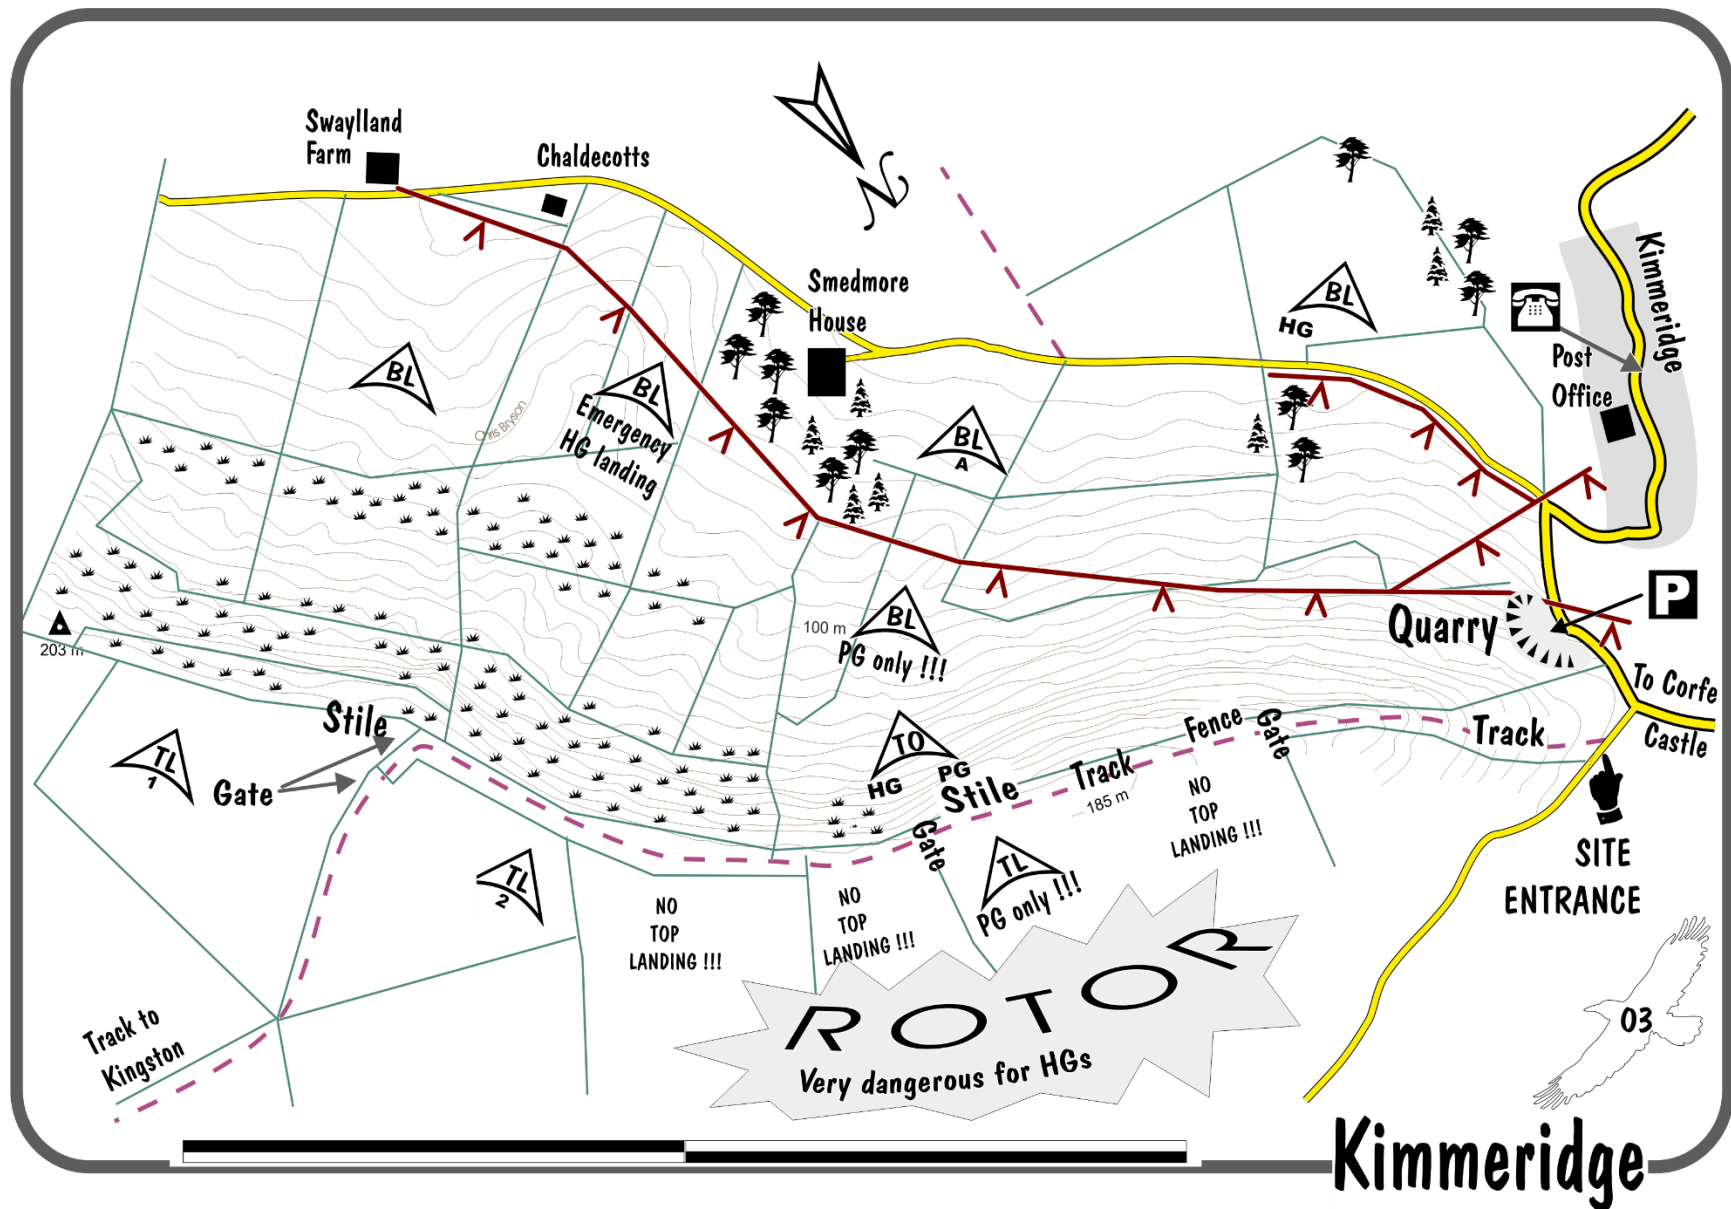 Swaylland
Farm
Chaldecotts
N
Smedmore
House
BL
HG
Kimmeridge
Post
Office
BL
BL
Emergency
HG landing
Chris Bryson
BL
A
P
Quarry
100 m
BL
PG only !!!
203 m
To Corfe
Castle
Stile
Gate
TL
1
TO
HG
PG
Stile
Track
Fence
Gate
Track
185 m
NO
TOP
LANDING !!!
Gate
SITE
ENTRANCE
TL
2
TL
PG only !!!
NO
TOP
LANDING !!!
NO
TOP
LANDING !!!
ROTOR
Very dangerous for HGs
03
Track to
Kingston
Kimmeridge